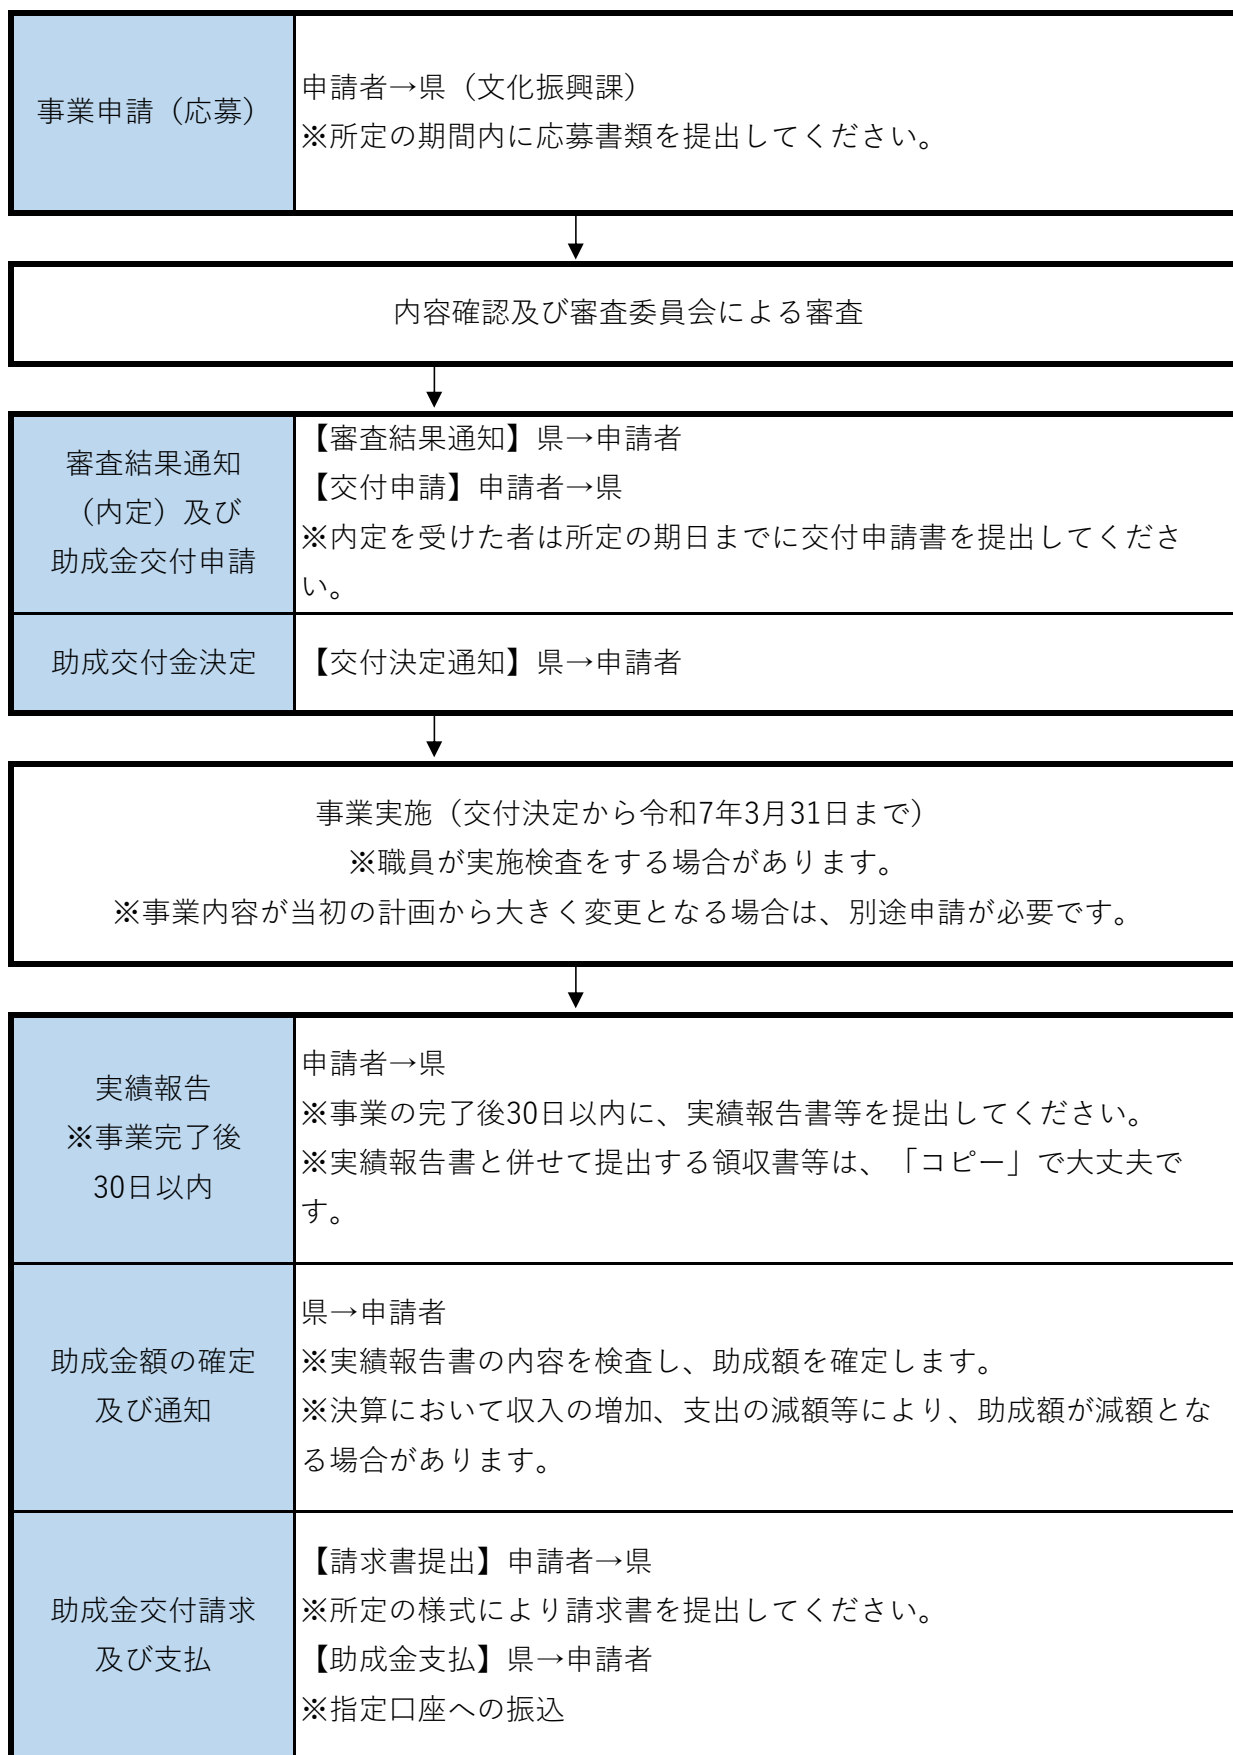 事業申請（応募）
申請者→県（文化振興課）
※所定の期間内に応募書類を提出してください。
内容確認及び審査委員会による審査
審査結果通知
（内定）及び
助成金交付申請
【審査結果通知】県→申請者
【交付申請】申請者→県
※内定を受けた者は所定の期日までに交付申請書を提出してくださ
い。
助成交付金決定
【交付決定通知】県→申請者
事業実施（交付決定から令和7年3月31日まで）
※職員が実施検査をする場合があります。
※事業内容が当初の計画から大きく変更となる場合は、別途申請が必要です。
実績報告
※事業完了後
30日以内
申請者→県
※事業の完了後30日以内に、実績報告書等を提出してください。
※実績報告書と併せて提出する領収書等は、「コピー」で大丈夫で
す。
助成金額の確定
及び通知
県→申請者
※実績報告書の内容を検査し、助成額を確定します。
※決算において収入の増加、支出の減額等により、助成額が減額とな
る場合があります。
助成金交付請求
及び支払
【請求書提出】申請者→県
※所定の様式により請求書を提出してください。
【助成金支払】県→申請者
※指定口座への振込